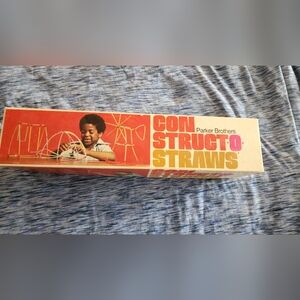 CON
Parker Brothers
STRUCT-O-
STRAWS